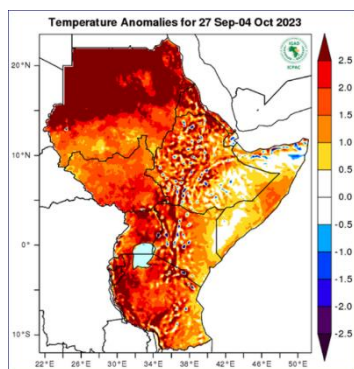 Temperature Anomalies for 27 Sep-04 Oct 2023
IGAD
ICPAC
20°N
10°N
0°
10°S
22°E 26°E 30°E 34°E 38°E 42°E 46°E 50°E
2.5
2.0
1.5
1.0
0.5
0.0
-0.5
-1.0
-1.5
-2.0
-2.5